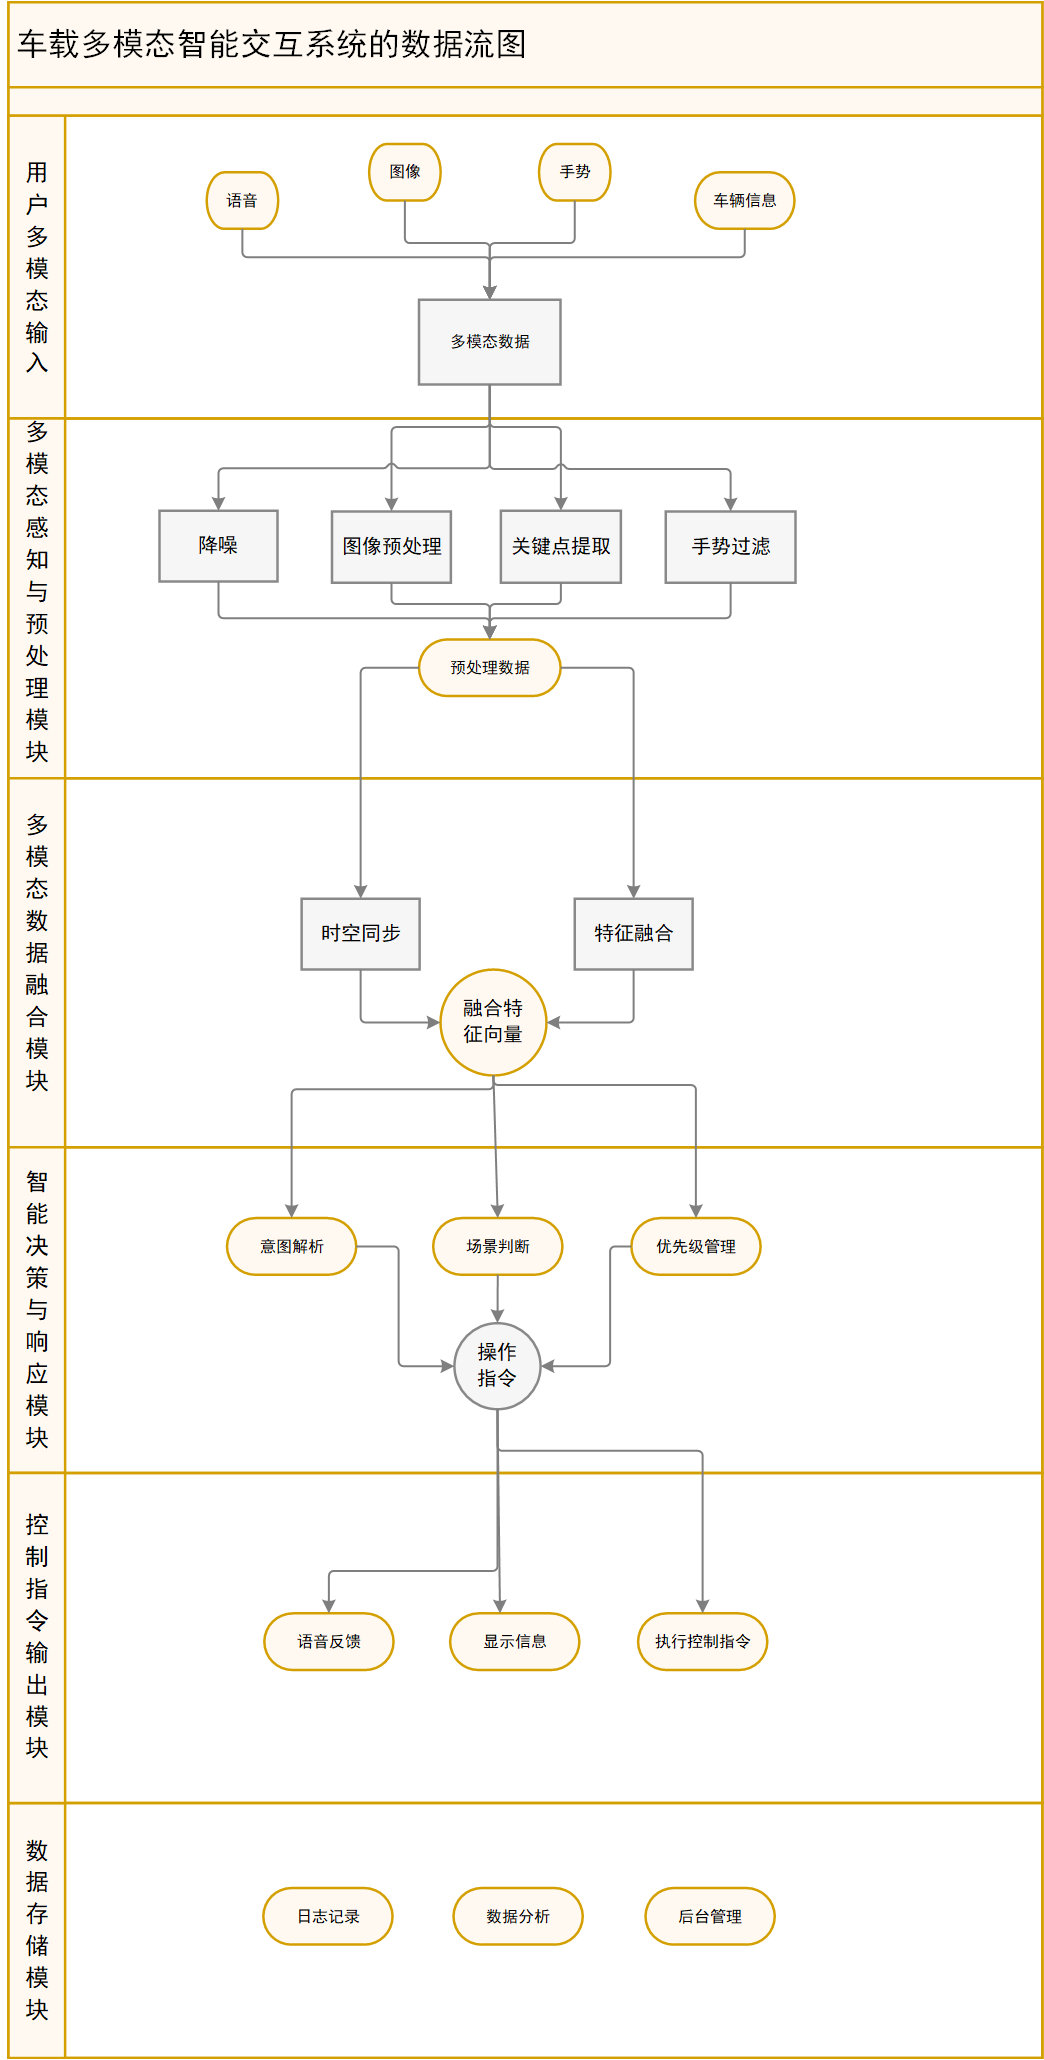 车载多模态智能交互系统的数据流图
用户多模态输入
图像
手势
语音
车辆信息
多模态数据
多模态感知与预处理模块
降噪
图像预处理
关键点提取
手势过滤
预处理数据
多模态数据融合模块
时空同步
特征融合
融合特
征向量
智能决策与响应模块
意图解析
场景判断
优先级管理
操作
指令
控制指令输出模块
语音反馈
显示信息
执行控制指令
数据存储模块
日志记录
数据分析
后台管理